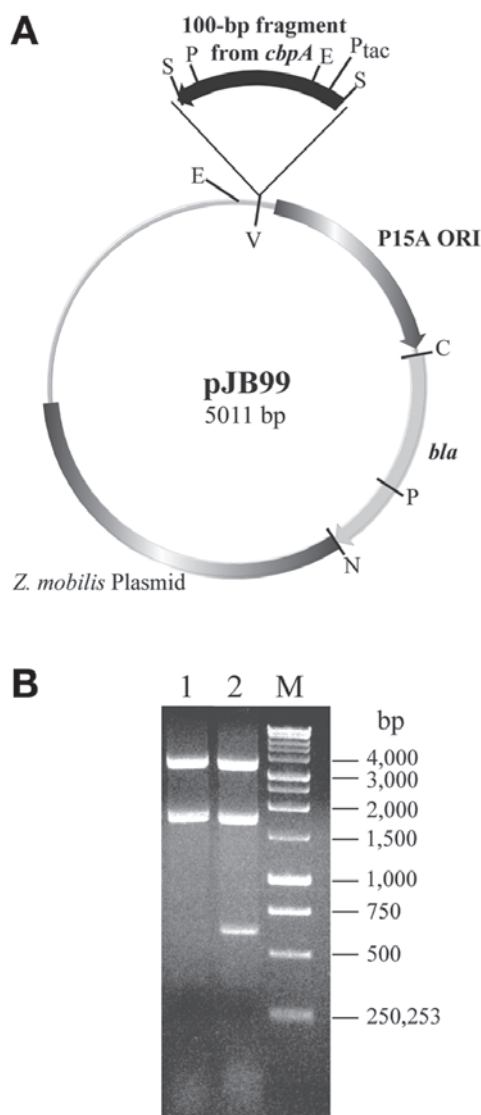 A
100-bp fragment
from cbpA
S
P
E
Ptac
S
E
V
P15A ORI
C
pJB99
5011 bp
bla
P
N
Z. mobilis Plasmid
B
1 2 M
bp
4,000
3,000
2,000
1,500
1,000
750
500
250,253